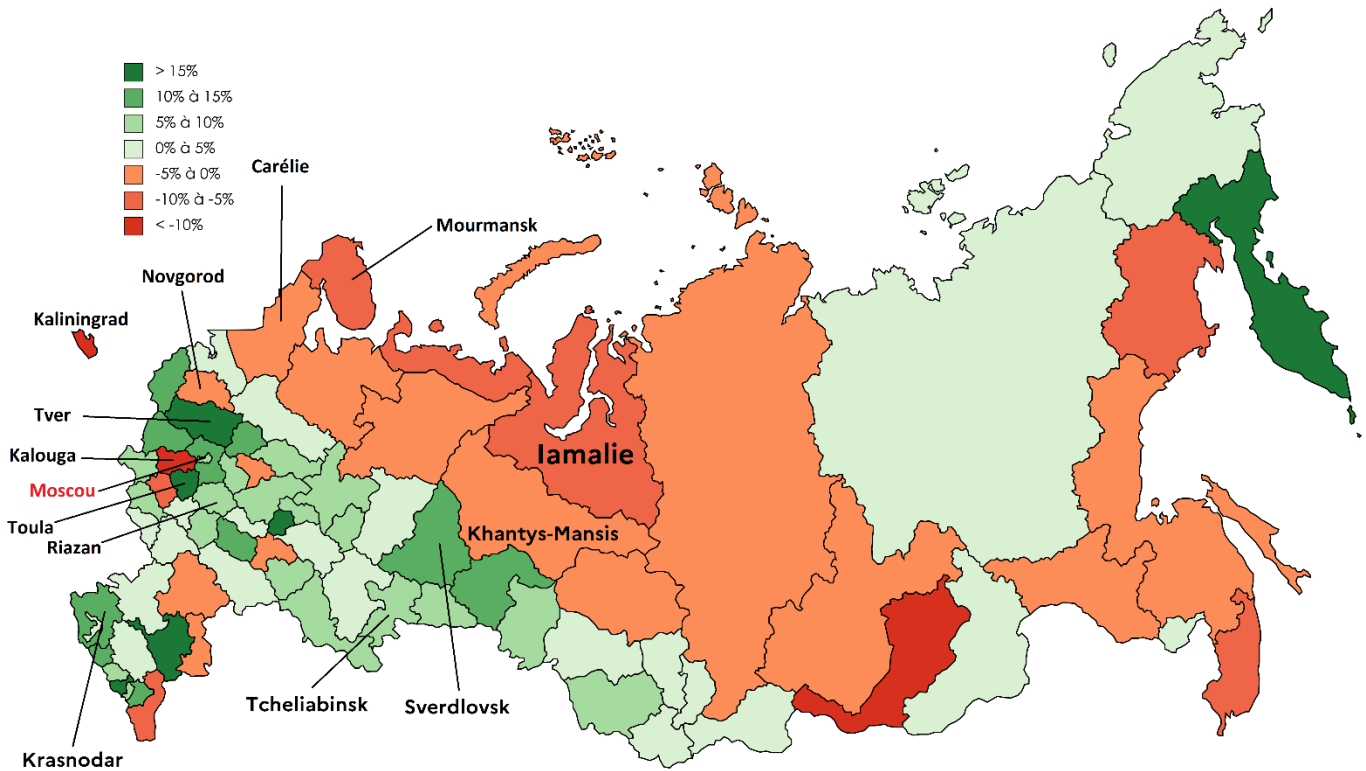 > 15%
10% à 15%
5% à 10%
0% à 5%
-5% à 0%
-10% à -5%
< -10%
Carélie
Mourmansk
Novgorod
Kaliningrad
Tver
Kalouga
Moscou
Toula
Riazan
Iamalie
Khantys-Mansis
Tcheliabinsk
Sverdlovsk
Krasnodar